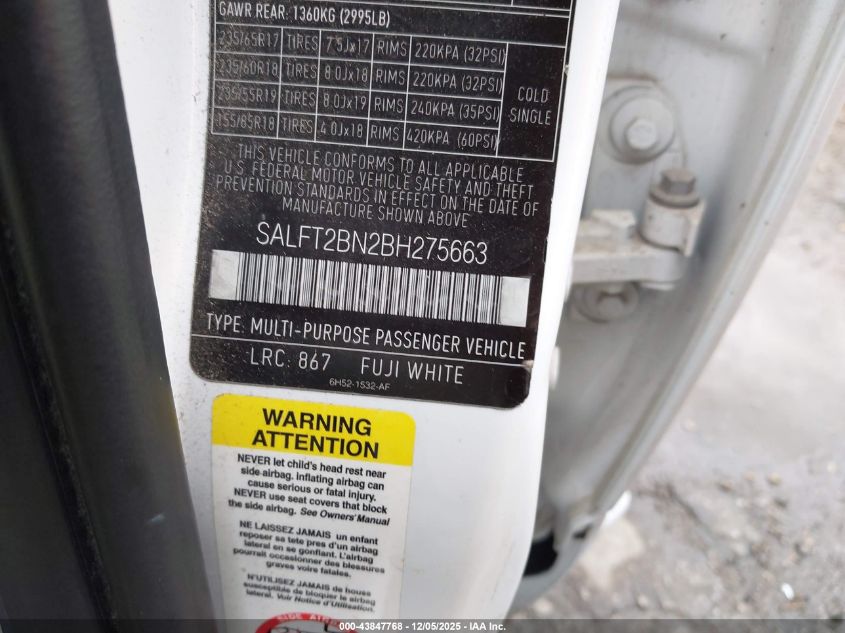 GAWR REAR: 1360KG (2995LB)
235/65R17 TIRES 7.5Jx17 RIMS 220KPA (32PSI)
235/60R18 TIRES 8.0Jx18 RIMS 220KPA (32PSI)
235/55R19 TIRES 8.0Jx19 RIMS 240KPA (35PSI)
155/85R18 TIRES 4.0Jx18 RIMS 420KPA (60PSI)
COLD
SINGLE
THIS VEHICLE CONFORMS TO ALL APPLICABLE
U.S. FEDERAL MOTOR VEHICLE SAFETY AND THEFT
PREVENTION STANDARDS IN EFFECT ON THE DATE OF
MANUFACTURE SHOWN ABOVE
SALFT2BN2BH275663
TYPE: MULTI-PURPOSE PASSENGER VEHICLE
LRC: 867 FUJI WHITE
6H52-1532-AF
WARNING
ATTENTION
NEVER let child's head rest near
side airbag. inflating airbag can
cause serious or fatal injury.
NEVER use seat covers that block
the side airbag. See Owners' Manual
NE LAISSEZ JAMAIS un enfant
reposer sa tete pres d'un airbag
lateral en se gonflant. L'airbag
pourrait occasionner des blessures
graves voire fatales.
N'UTILISEZ JAMAIS de houss
susceptible de bloquer le airbag
lateral. Voir Notice d'Utilisation.
SIDE
000-43847768 - 12/05/2025 - IAA Inc.